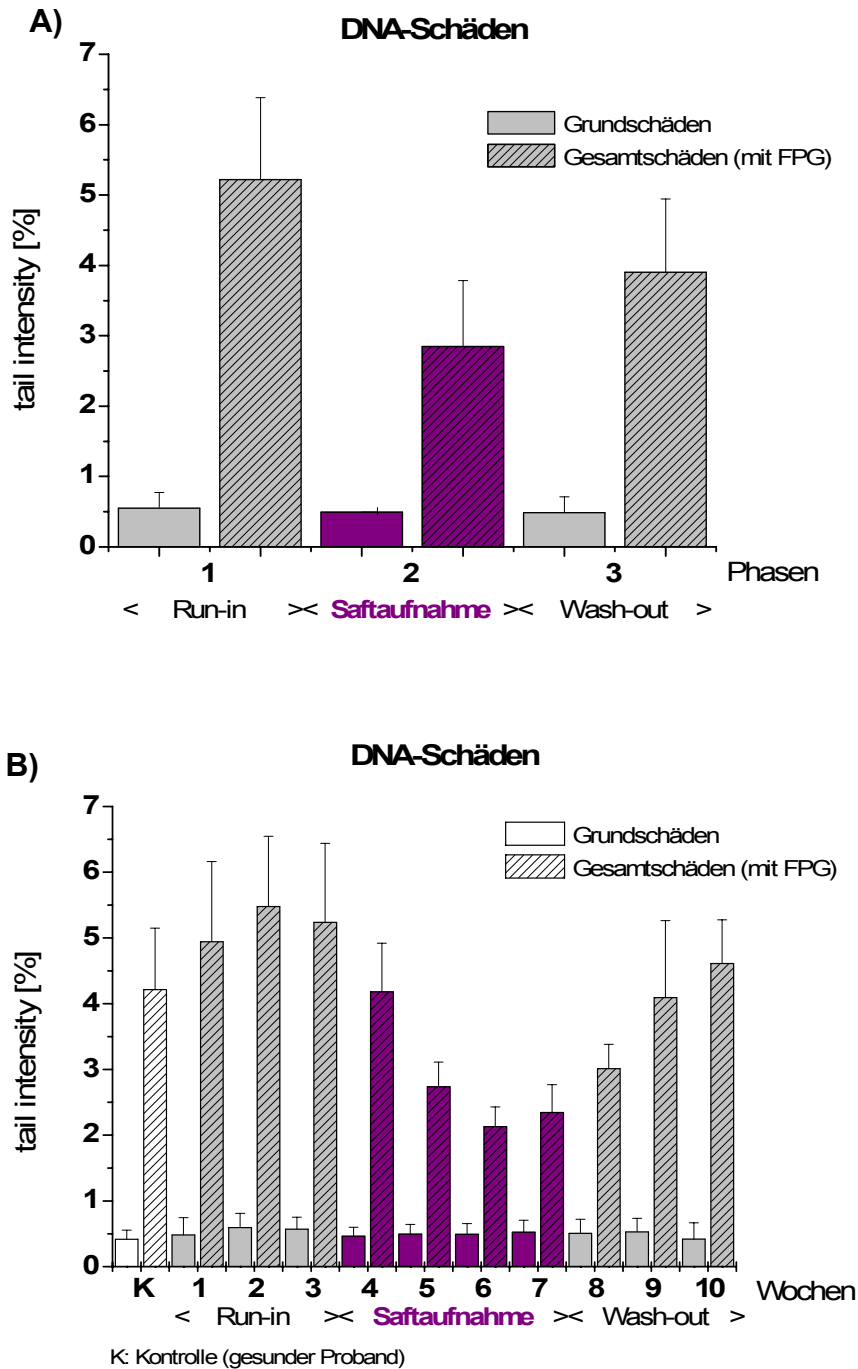 A)
DNA-Schäden
7
6
5
4
3
2
1
0
tail intensity [%]
Grundschäden
Gesamtschäden (mit FPG)
1 2 3 Phasen
< Run-in >< Saftaufnahme >< Wash-out >
B)
DNA-Schäden
7
6
5
4
3
2
1
0
tail intensity [%]
Grundschäden
Gesamtschäden (mit FPG)
K 1 2 3 4 5 6 7 8 9 10 Wochen
< Run-in >< Saftaufnahme >< Wash-out >
K: Kontrolle (gesunder Proband)